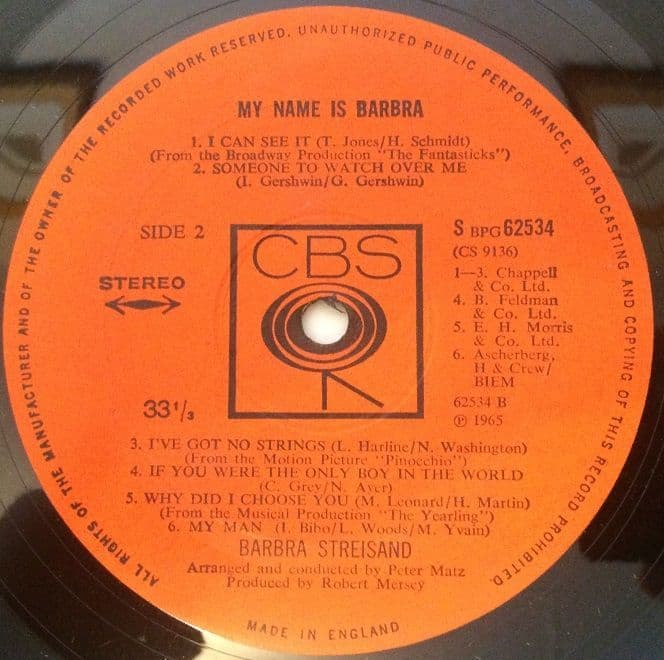 ALL RIGHTS OF THE MANUFACTURER AND OF THE OWNER OF THE RECORDED WORK RESERVED. UNAUTHORIZED PUBLIC PERFORMANCE, BROADCASTING AND COPYING OF THIS RECORD PROHIBITED.
MY NAME IS BARBRA
1. I CAN SEE IT (T. Jones/H. Schmidt)
(From the Broadway Production "The Fantasticks")
2. SOMEONE TO WATCH OVER ME
(I. Gershwin/G. Gershwin)
SIDE 2
STEREO
33 1/3
CBS
S BPG 62534
(CS 9136)
1—3. Chappell
& Co. Ltd.
4. B. Feldman
& Co. Ltd.
5. E. H. Morris
& Co. Ltd.
6. Ascherberg,
H & Crew/
BIEM
62534 B
℗ 1965
3. I'VE GOT NO STRINGS (L. Harline/N. Washington)
(From the Motion Picture "Pinocchio")
4. IF YOU WERE THE ONLY BOY IN THE WORLD
(C. Grey/N. Ayer)
5. WHY DID I CHOOSE YOU (M. Leonard/H. Martin)
(From the Musical Production "The Yearling")
6. MY MAN (I. Bibo/L. Woods/M. Yvain)
BARBRA STREISAND
Arranged and conducted by Peter Matz
Produced by Robert Mersey
MADE IN ENGLAND